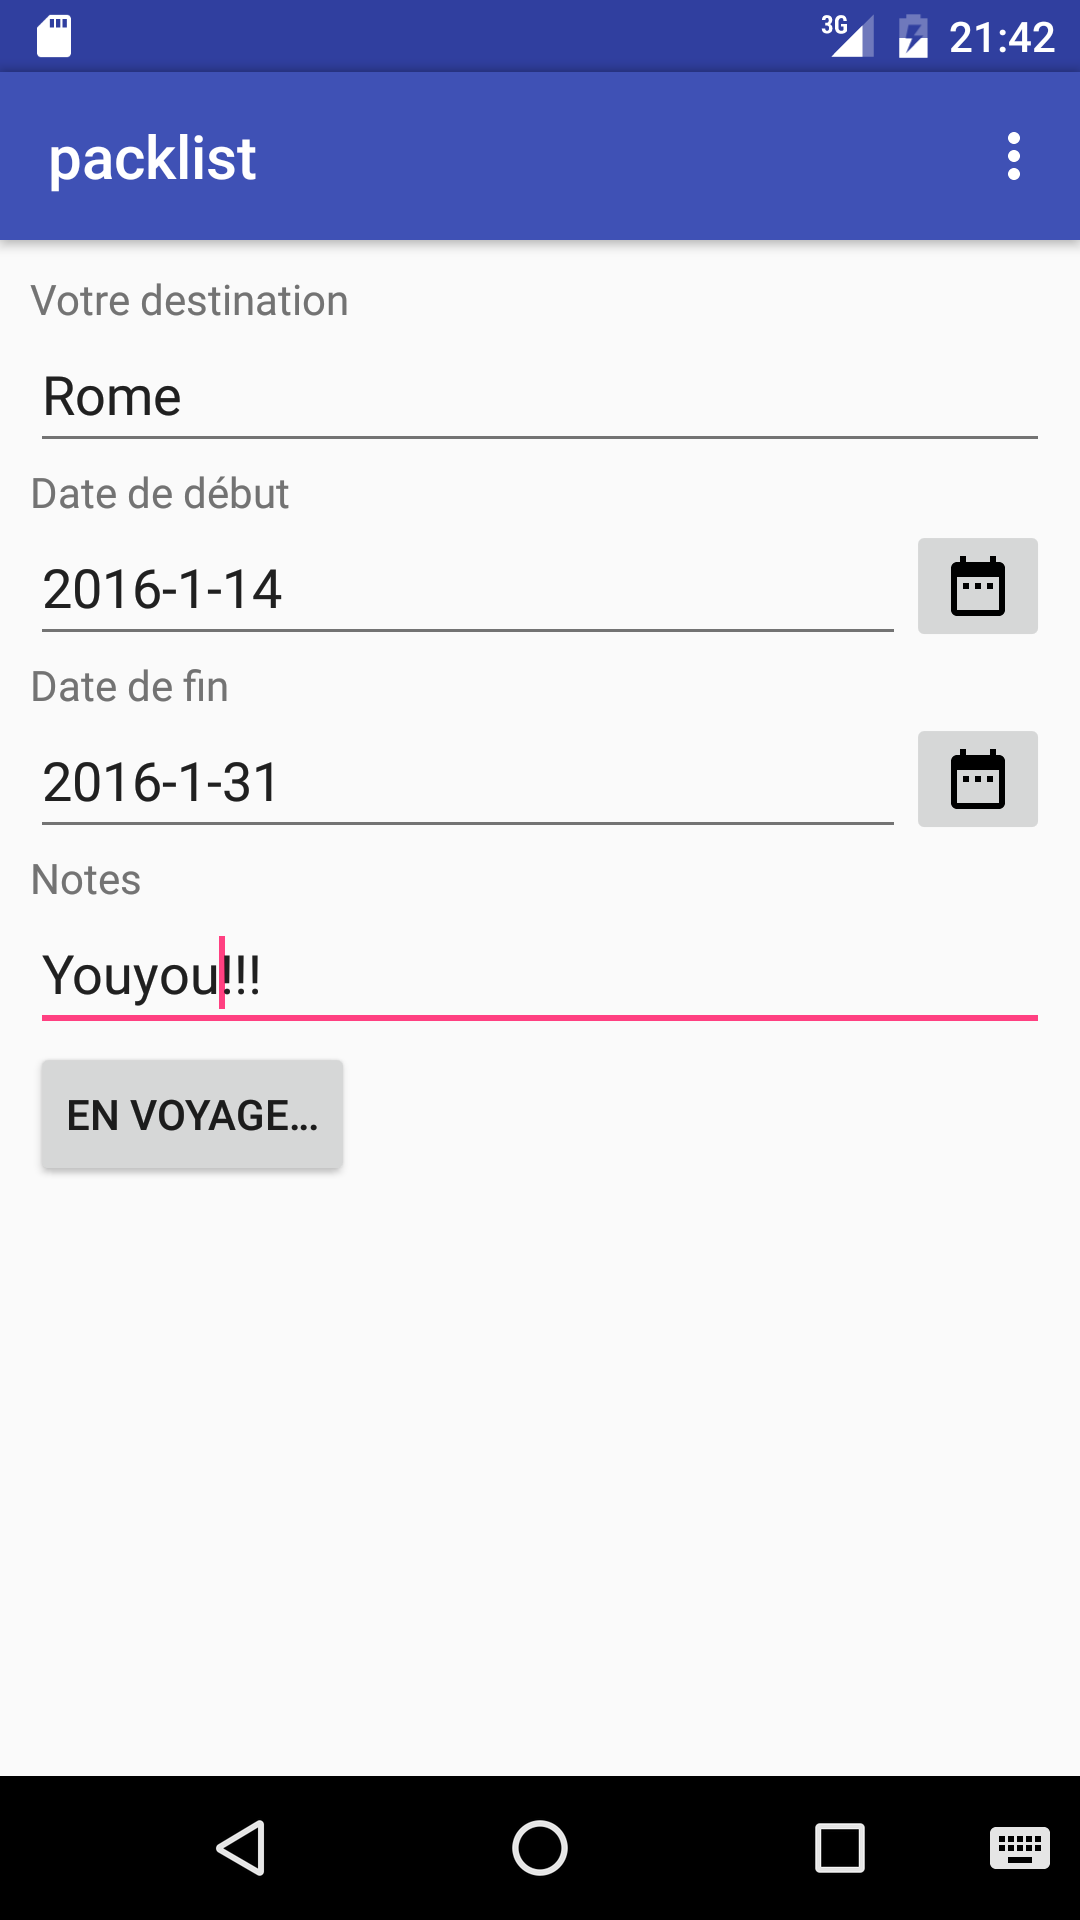 3G 21:42
packlist
Votre destination
Rome
Date de début
2016-1-14
Date de fin
2016-1-31
Notes
Youyou!!!
EN VOYAGE...